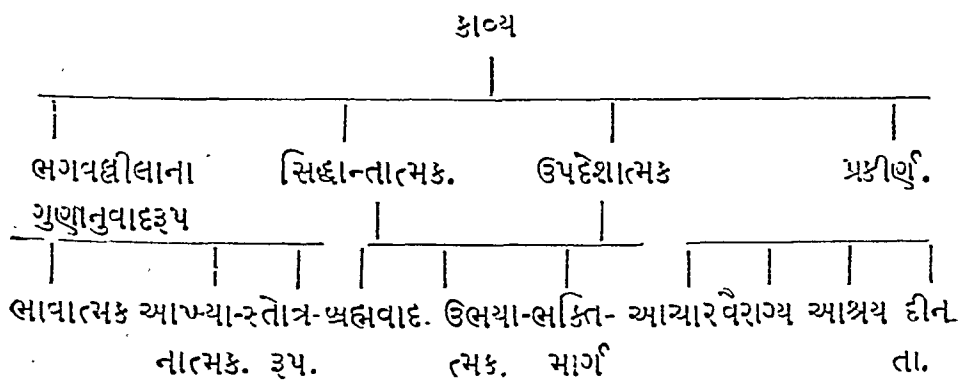 કાવ્ય
ભગવલ્લીલાના સિદ્ધાન્તાત્મક. ઉપદેશાત્મક પ્રકીર્ણ.
ગુણાનુવાદરૂપ
ભાવાત્મક આખ્યા-સ્તોત્ર-બ્રહ્મવાદ. ઉભયા-ભક્તિ- આચાર વૈરાગ્ય આશ્રય દીન-
નાત્મક. રૂપ. ત્મક. માર્ગ તા.